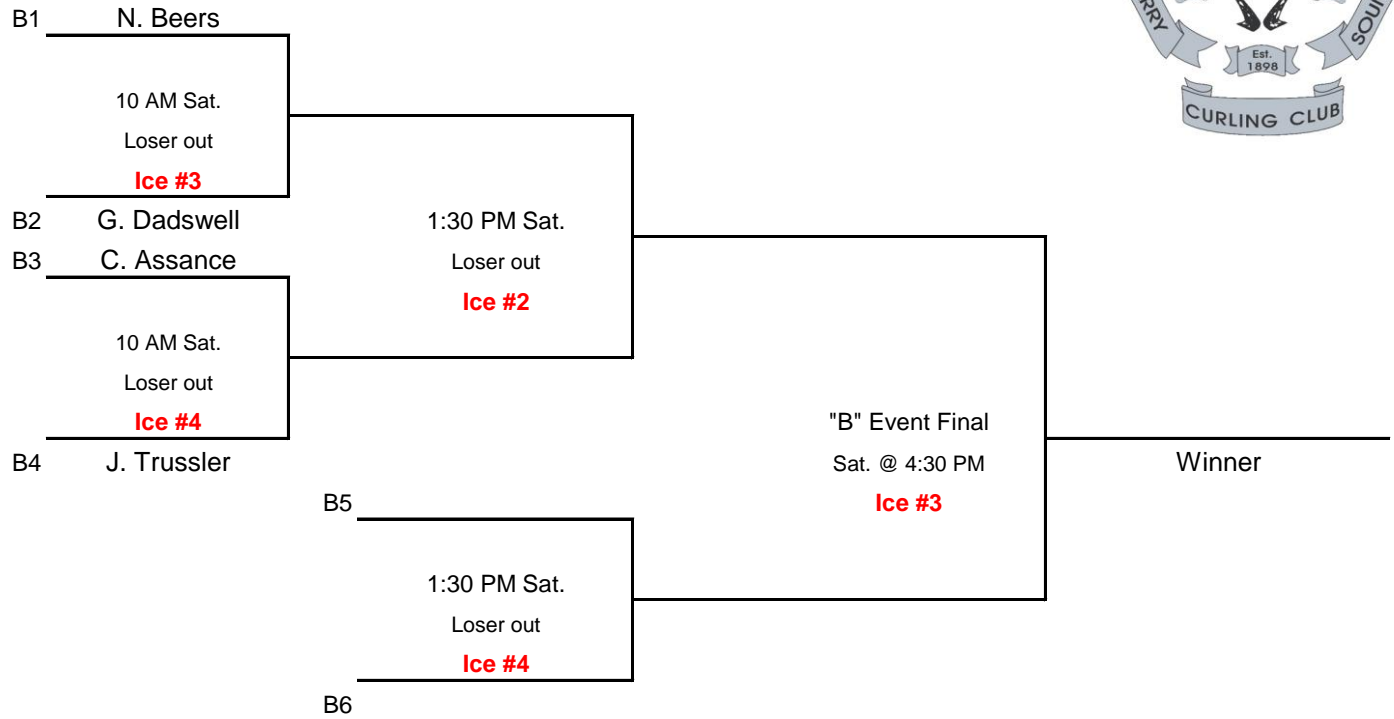 B1 N. Beers
10 AM Sat.
Loser out
Ice #3
B2 G. Dadswell
B3 C. Assance
10 AM Sat.
Loser out
Ice #4
B4 J. Trussler
1:30 PM Sat.
Loser out
Ice #2
B5
1:30 PM Sat.
Loser out
Ice #4
B6
"B" Event Final
Sat. @ 4:30 PM
Ice #3
Winner
Est.
1898
CURLING CLUB